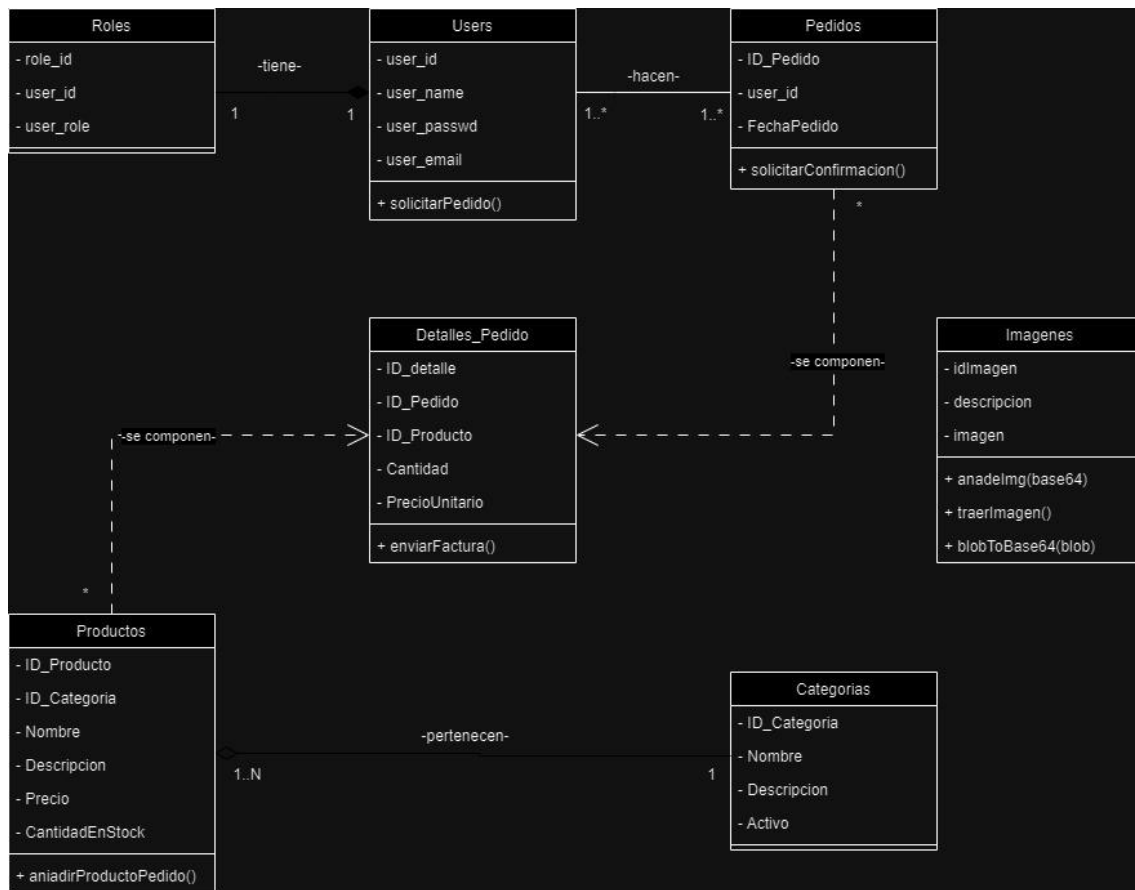 Roles
- role_id
- user_id
- user_role
-tiene-
1
1
Users
- user_id
- user_name
- user_passwd
- user_email
+ solicitarPedido()
-hacen-
1..*
1..*
Pedidos
- ID_Pedido
- user_id
- FechaPedido
+ solicitarConfirmacion()
*
-se componen-
Detalles_Pedido
- ID_detalle
- ID_Pedido
- ID_Producto
- Cantidad
- PrecioUnitario
+ enviarFactura()
Imagenes
- idImagen
- descripcion
- imagen
+ anadeImg(base64)
+ traerImagen()
+ blobToBase64(blob)
-se componen-
*
Productos
- ID_Producto
- ID_Categoria
- Nombre
- Descripcion
- Precio
- CantidadEnStock
+ aniadirProductoPedido()
-pertenecen-
1..N
1
Categorias
- ID_Categoria
- Nombre
- Descripcion
- Activo